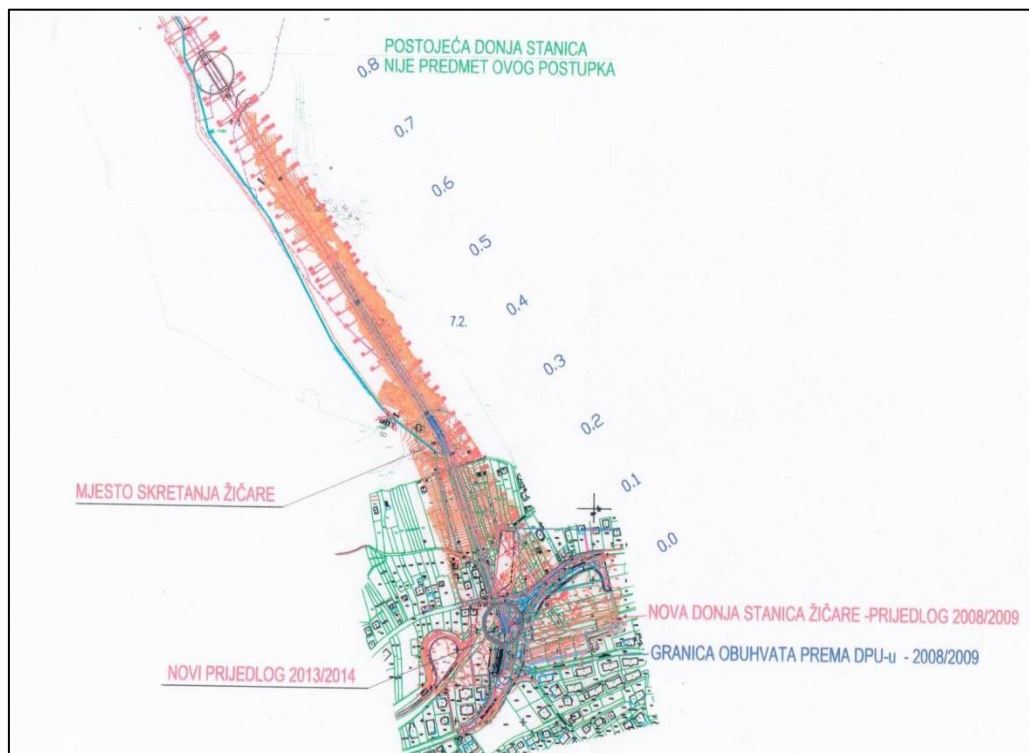 POSTOJEĆA DONJA STANICA
NIJE PREDMET OVOG POSTUPKA
0.8
0.7
0.6
0.5
0.4
7.2.
0.3
0.2
MJESTO SKRETANJA ŽIČARE
0.1
0.0
NOVA DONJA STANICA ŽIČARE -PRIJEDLOG 2008/2009
GRANICA OBUHVATA PREMA DPU-u - 2008/2009
NOVI PRIJEDLOG 2013/2014